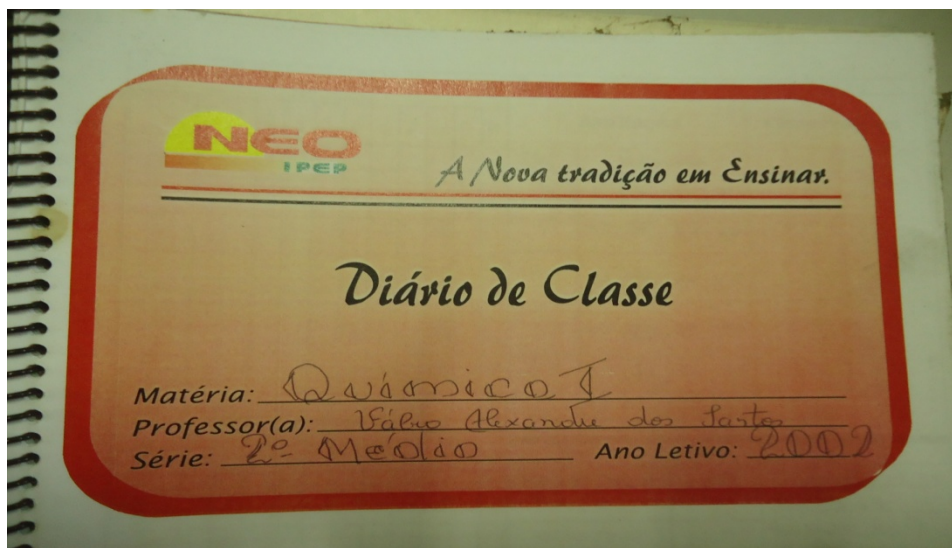 NEO
IPEP
A Nova tradição em Ensinar.
Diário de Classe
Matéria: Química I
Professor(a): Fábio Alexandre dos Santos
Série: 2º Médio Ano Letivo: 2002